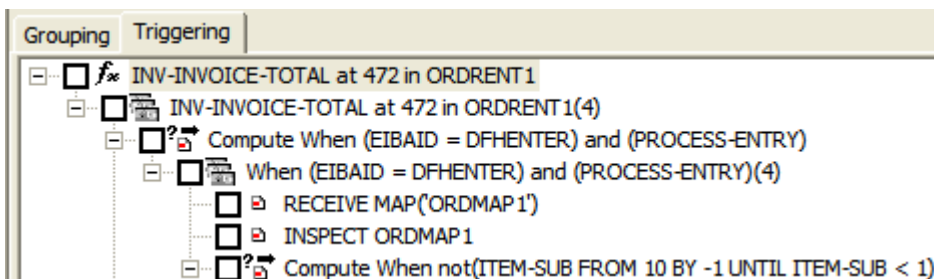 Grouping Triggering
fx INV-INVOICE-TOTAL at 472 in ORDRENT1
INV-INVOICE-TOTAL at 472 in ORDRENT1(4)
? Compute When (EIBAID = DFHENTER) and (PROCESS-ENTRY)
When (EIBAID = DFHENTER) and (PROCESS-ENTRY)(4)
RECEIVE MAP('ORDMAP1')
INSPECT ORDMAP1
? Compute When not(ITEM-SUB FROM 10 BY -1 UNTIL ITEM-SUB < 1)